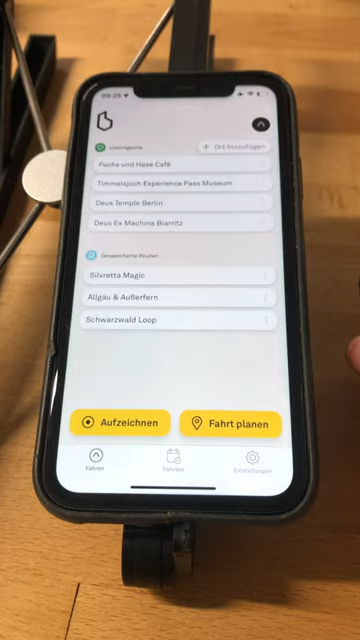 09:26
Lieblingsorte
+ Ort hinzufügen
Fuchs und Hase Café
Timmelsjoch Experience Pass Museum
Deus Temple Berlin
Deus Ex Machina Biarritz
Gespeicherte Routen
Silvretta Magic
Allgäu & Außerfern
Schwarzwald Loop
Aufzeichnen
Fahrt planen
Fahren
Fahrten
Einstellungen